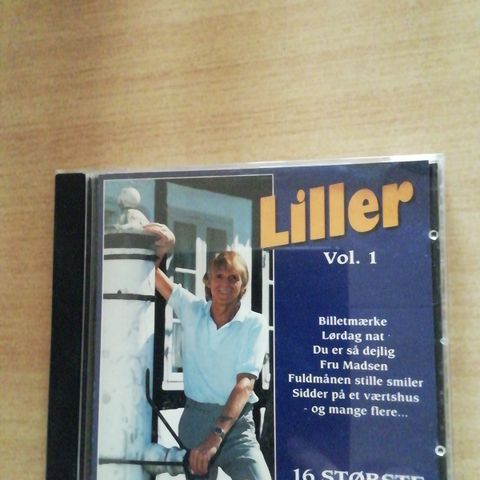 Liller
Vol. 1
Billetmærke
Lørdag nat
Du er så dejlig
Fru Madsen
Fuldmånen stille smiler
Sidder på et værtshus
- og mange flere...
16 STØRSTE